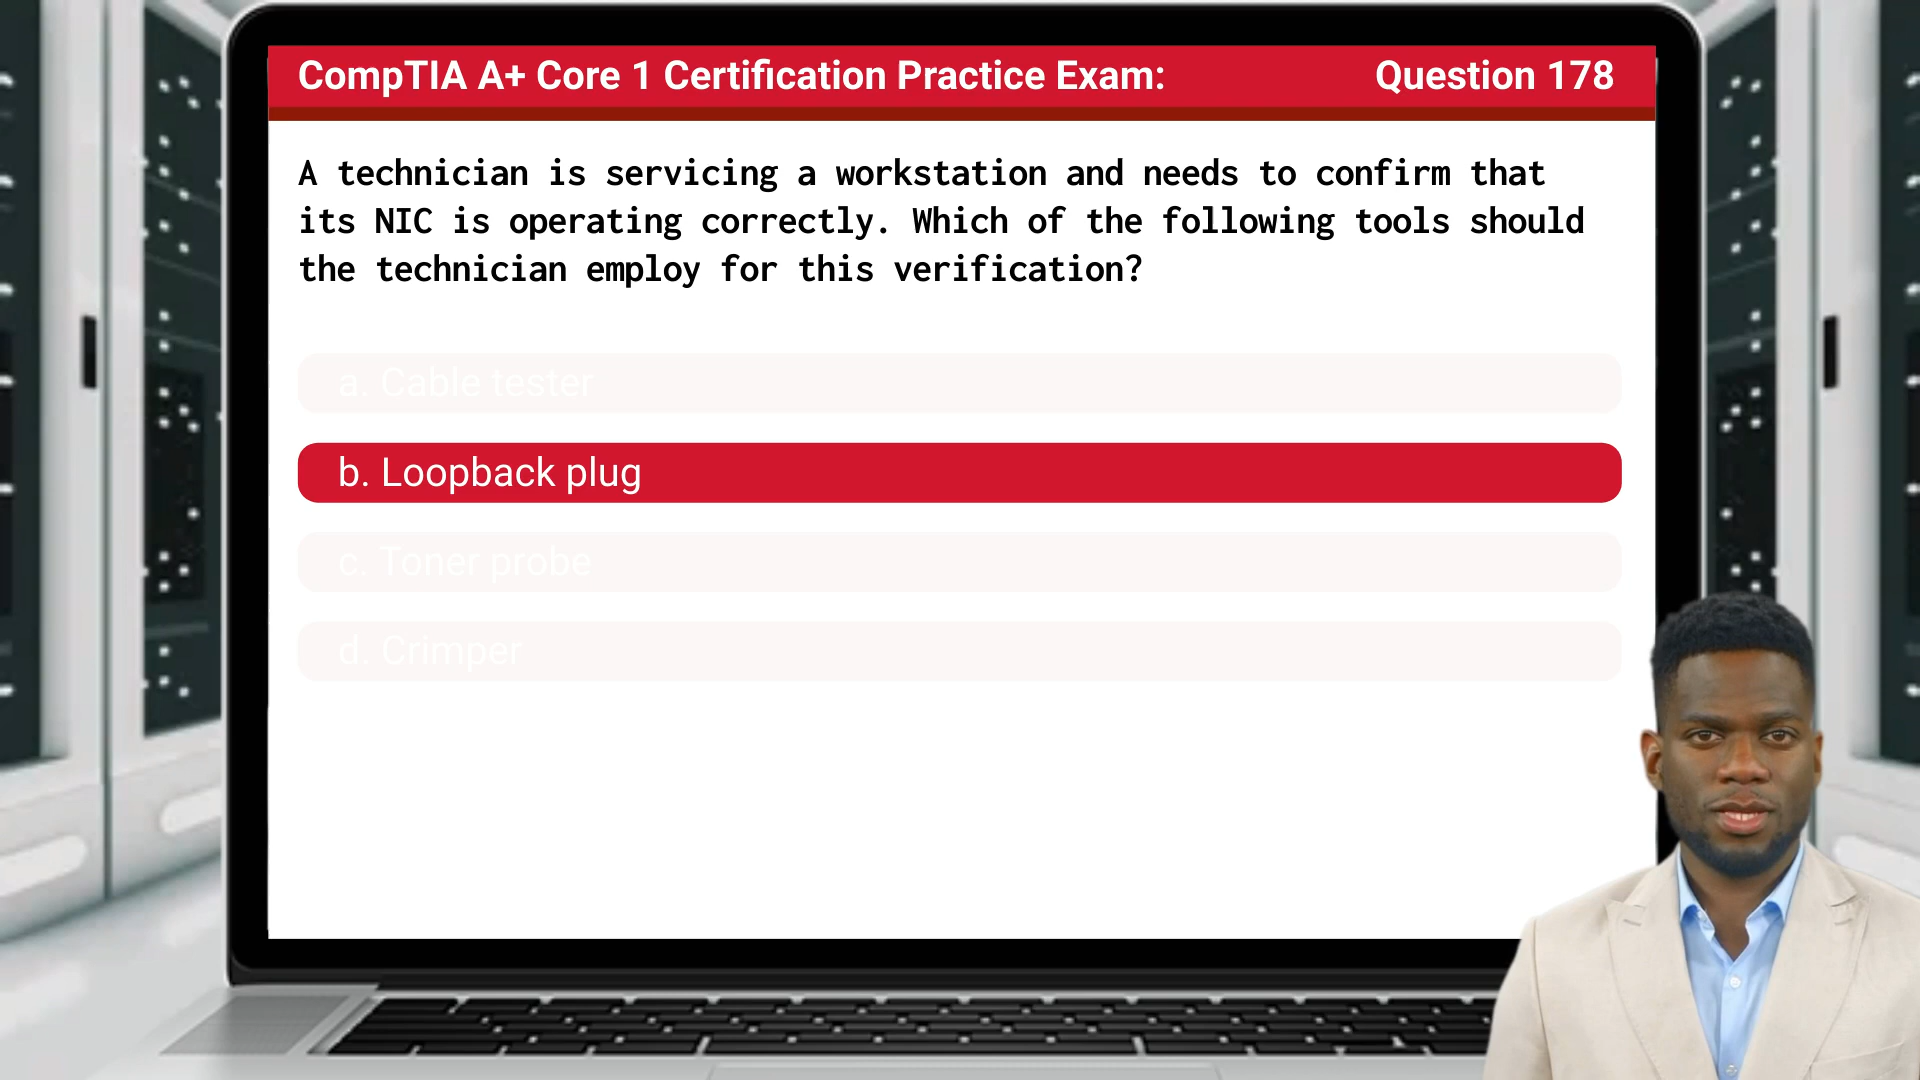 CompTIA A+ Core 1 Certification Practice Exam: Question 178
A technician is servicing a workstation and needs to confirm that
its NIC is operating correctly. Which of the following tools should
the technician employ for this verification?
a. Cable tester
b. Loopback plug
c. Toner probe
d. Crimper